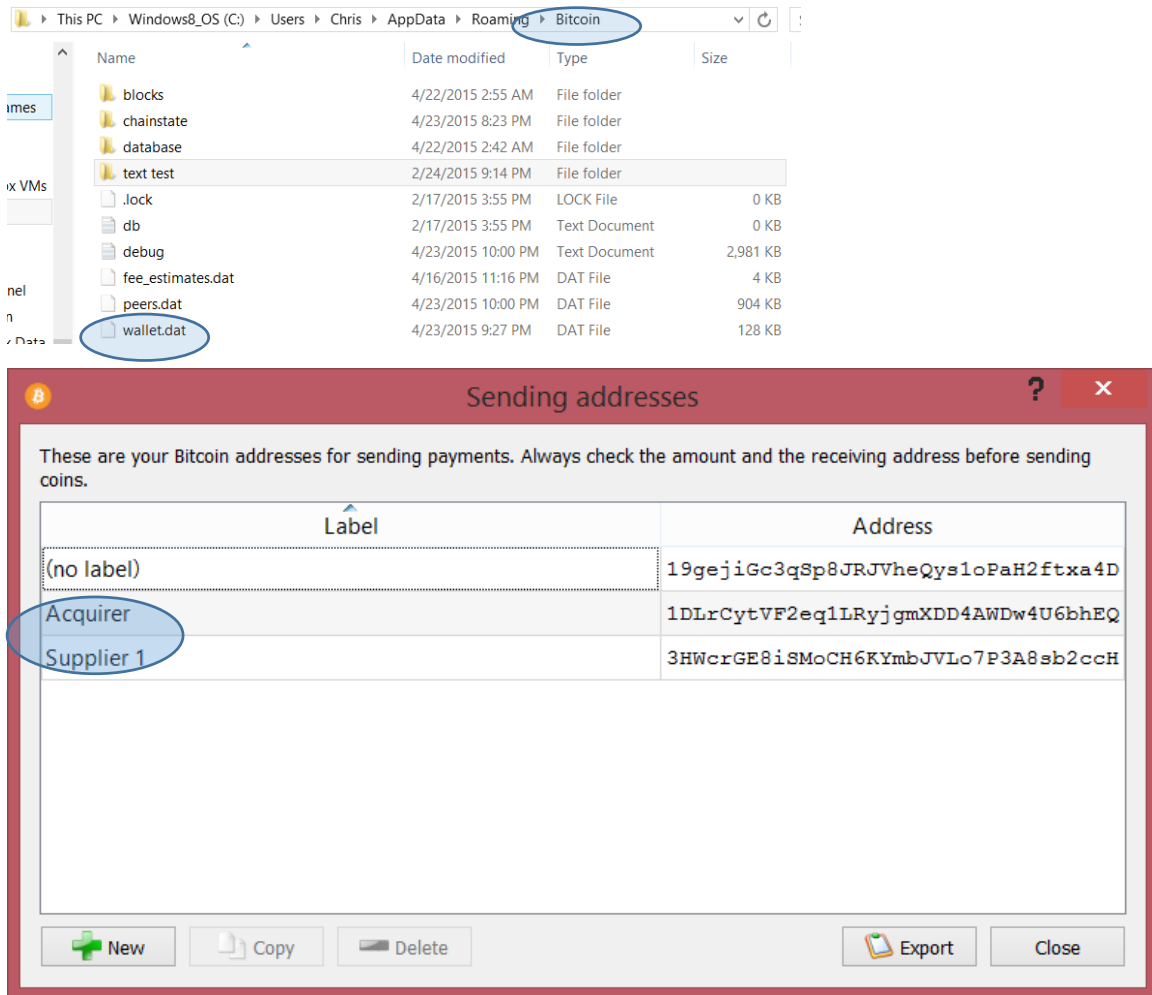 This PC Windows8_OS (C:) Users Chris AppData Roaming Bitcoin
Name Date modified Type Size
blocks 4/22/2015 2:55 AM File folder
ames
chainstate 4/23/2015 8:23 PM File folder
database 4/22/2015 2:42 AM File folder
text test 2/24/2015 9:14 PM File folder
ox VMs
.lock 2/17/2015 3:55 PM LOCK File 0 KB
db 2/17/2015 3:55 PM Text Document 0 KB
debug 4/23/2015 10:00 PM Text Document 2,981 KB
fee_estimates.dat 4/16/2015 11:16 PM DAT File 4 KB
nel
peers.dat 4/23/2015 10:00 PM DAT File 904 KB
n
wallet.dat 4/23/2015 9:27 PM DAT File 128 KB
Data
Sending addresses ? X
These are your Bitcoin addresses for sending payments. Always check the amount and the receiving address before sending
coins.
Label Address
(no label) 19gejiGc3qSp8JRJVheQys1oPaH2ftxa4D
Acquirer 1DLrCytVF2eq1LRyjgmXDD4AWDw4U6bhEQ
Supplier 1 3HWcrGE8iSMoCH6KYmbJVLo7P3A8sb2ccH
New Copy Delete Export Close